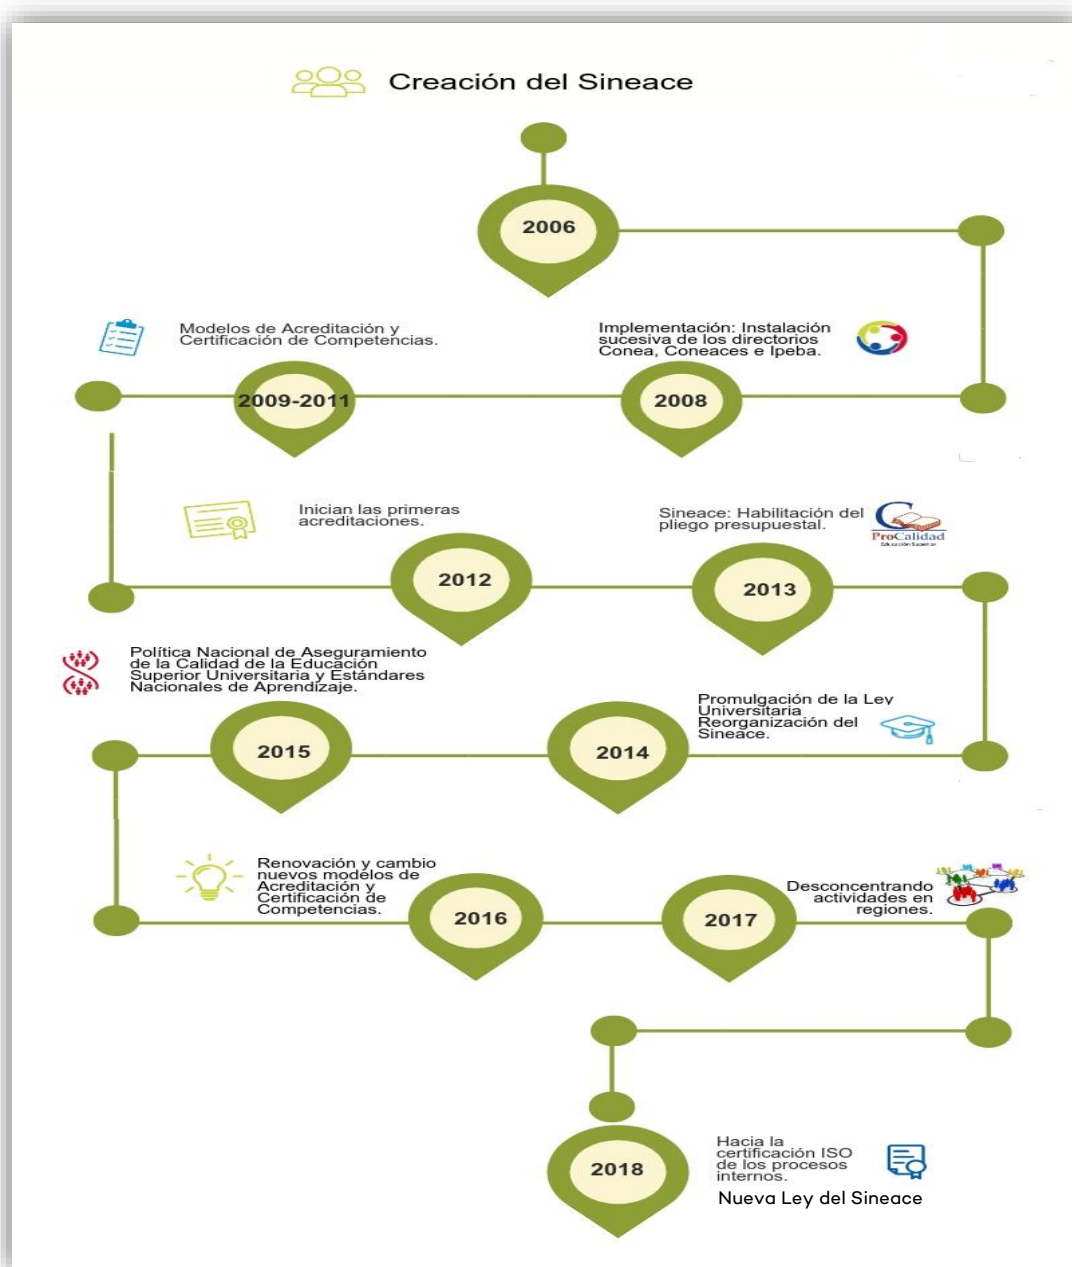 Creación del Sineace
2006
Implementación: Instalación
sucesiva de los directorios
Conea, Coneaces e Ipeba.
2008
Modelos de Acreditación y
Certificación de Competencias.
2009-2011
Inician las primeras
acreditaciones.
2012
Sineace: Habilitación del
pliego presupuestal.
ProCalidad
Educación Superior
2013
Promulgación de la Ley
Universitaria
Reorganización del
Sineace.
2014
Política Nacional de Aseguramiento
de la Calidad de la Educación
Superior Universitaria y Estándares
Nacionales de Aprendizaje.
2015
Renovación y cambio
nuevos modelos de
Acreditación y
Certificación de
Competencias.
2016
Desconcentrando
actividades en
regiones.
2017
2018
Hacia la
certificación ISO
de los procesos
internos.
Nueva Ley del Sineace